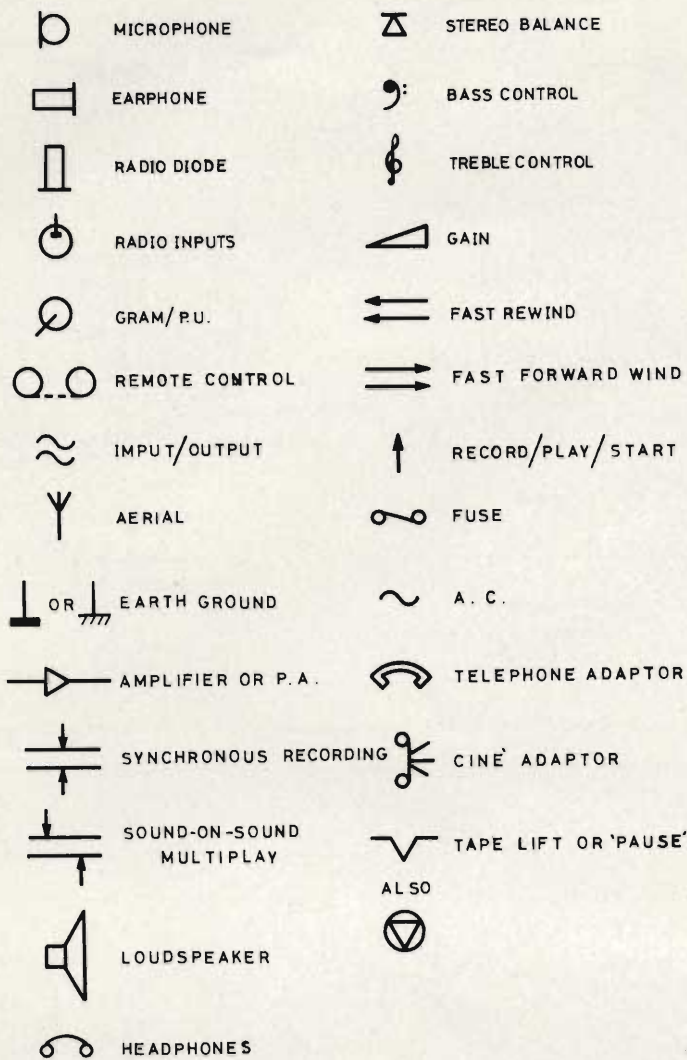 MICROPHONE
EARPHONE
RADIO DIODE
RADIO INPUTS
GRAM/P.U.
REMOTE CONTROL
IMPUT/OUTPUT
AERIAL
OR EARTH GROUND
AMPLIFIER OR P.A.
SYNCHRONOUS RECORDING
SOUND-ON-SOUND
MULTIPLAY
LOUDSPEAKER
HEADPHONES
STEREO BALANCE
BASS CONTROL
TREBLE CONTROL
GAIN
FAST REWIND
FAST FORWARD WIND
RECORD/PLAY/START
FUSE
A.C.
TELEPHONE ADAPTOR
CINE' ADAPTOR
TAPE LIFT OR 'PAUSE'
ALSO